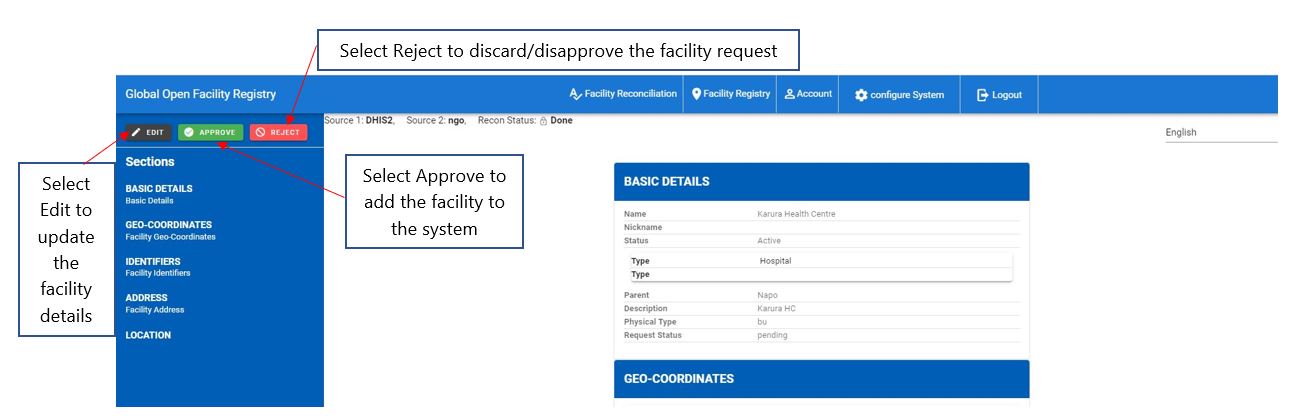 Select Reject to discard/disapprove the facility request
Global Open Facility Registry
Facility Reconciliation
Facility Registry
Account
configure System
Logout
EDIT
APPROVE
REJECT
Source 1: DHIS2, Source 2: ngo, Recon Status: Done
English
Select
Edit to
update
the
facility
details
Select Approve to
add the facility to
the system
Sections
BASIC DETAILS
Basic Details
GEO-COORDINATES
Facility Geo-Coordinates
IDENTIFIERS
Facility Identifiers
ADDRESS
Facility Address
LOCATION
BASIC DETAILS
Name Karura Health Centre
Nickname
Status Active
Type Hospital
Type
Parent Napo
Description Karura HC
Physical Type bu
Request Status pending
GEO-COORDINATES